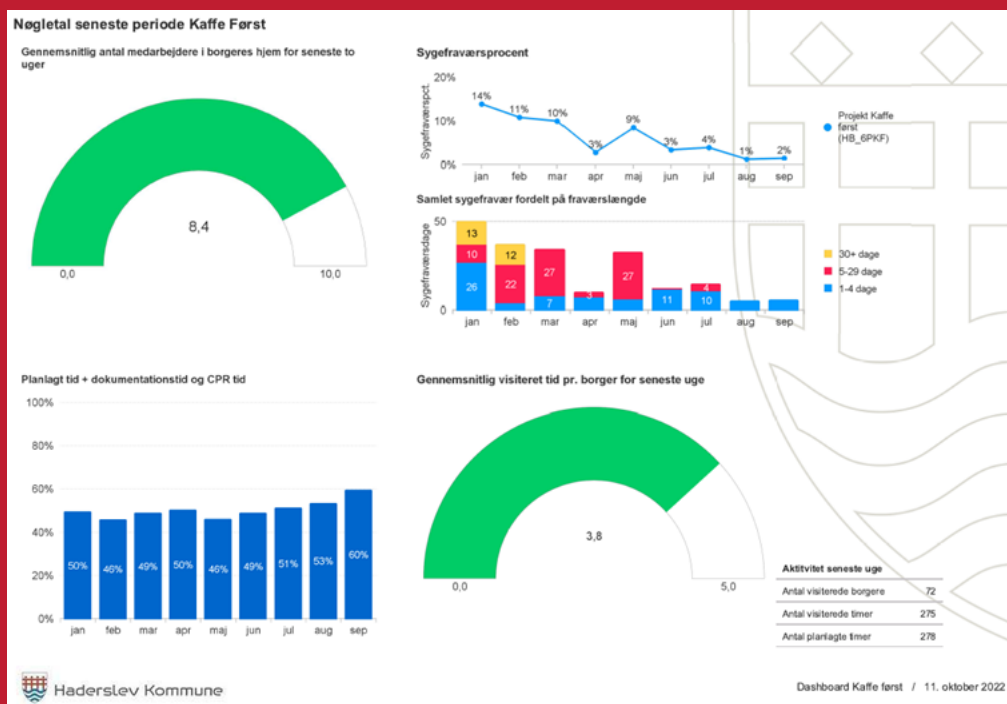 Nøgletal seneste periode Kaffe Først
Gennemsnitlig antal medarbejdere i borgeres hjem for seneste to
uger
8,4
0,0
10,0
Sygefraværsprocent
Sygefraværspct.
20%
10%
0%
14%
11%
10%
3%
9%
3%
4%
1%
2%
jan
feb
mar
apr
maj
jun
jul
aug
sep
Projekt Kaffe
først
(HB_6PKF)
Samlet sygefravær fordelt på fraværslængde
Sygefraværsdage
50
0
13
10
26
12
22
27
7
3
27
11
4
10
jan
feb
mar
apr
maj
jun
jul
aug
sep
30+ dage
5-29 dage
1-4 dage
Planlagt tid + dokumentationstid og CPR tid
100%
80%
60%
40%
20%
0%
50%
46%
49%
50%
46%
49%
51%
53%
60%
jan
feb
mar
apr
maj
jun
jul
aug
sep
Gennemsnitlig visiteret tid pr. borger for seneste uge
3,8
0,0
5,0
Aktitvitet seneste uge
Antal visiterede borgere 72
Antal visiterede timer 275
Antal planlagte timer 278
Haderslev Kommune
Dashboard Kaffe først / 11. oktober 2022